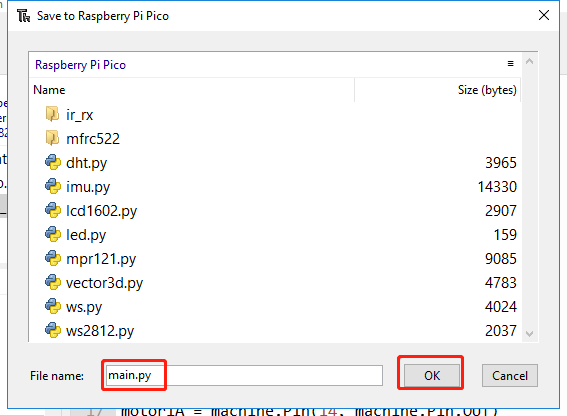 Save to Raspberry Pi Pico
Raspberry Pi Pico
Name Size (bytes)
ir_rx
mfrc522
dht.py 3965
imu.py 14330
lcd1602.py 2907
led.py 159
mpr121.py 9085
vector3d.py 4783
ws.py 4024
ws2812.py 2037
File name: main.py OK Cancel
17 motor1A = machine.Pin(14, machine.Pin.OUT)